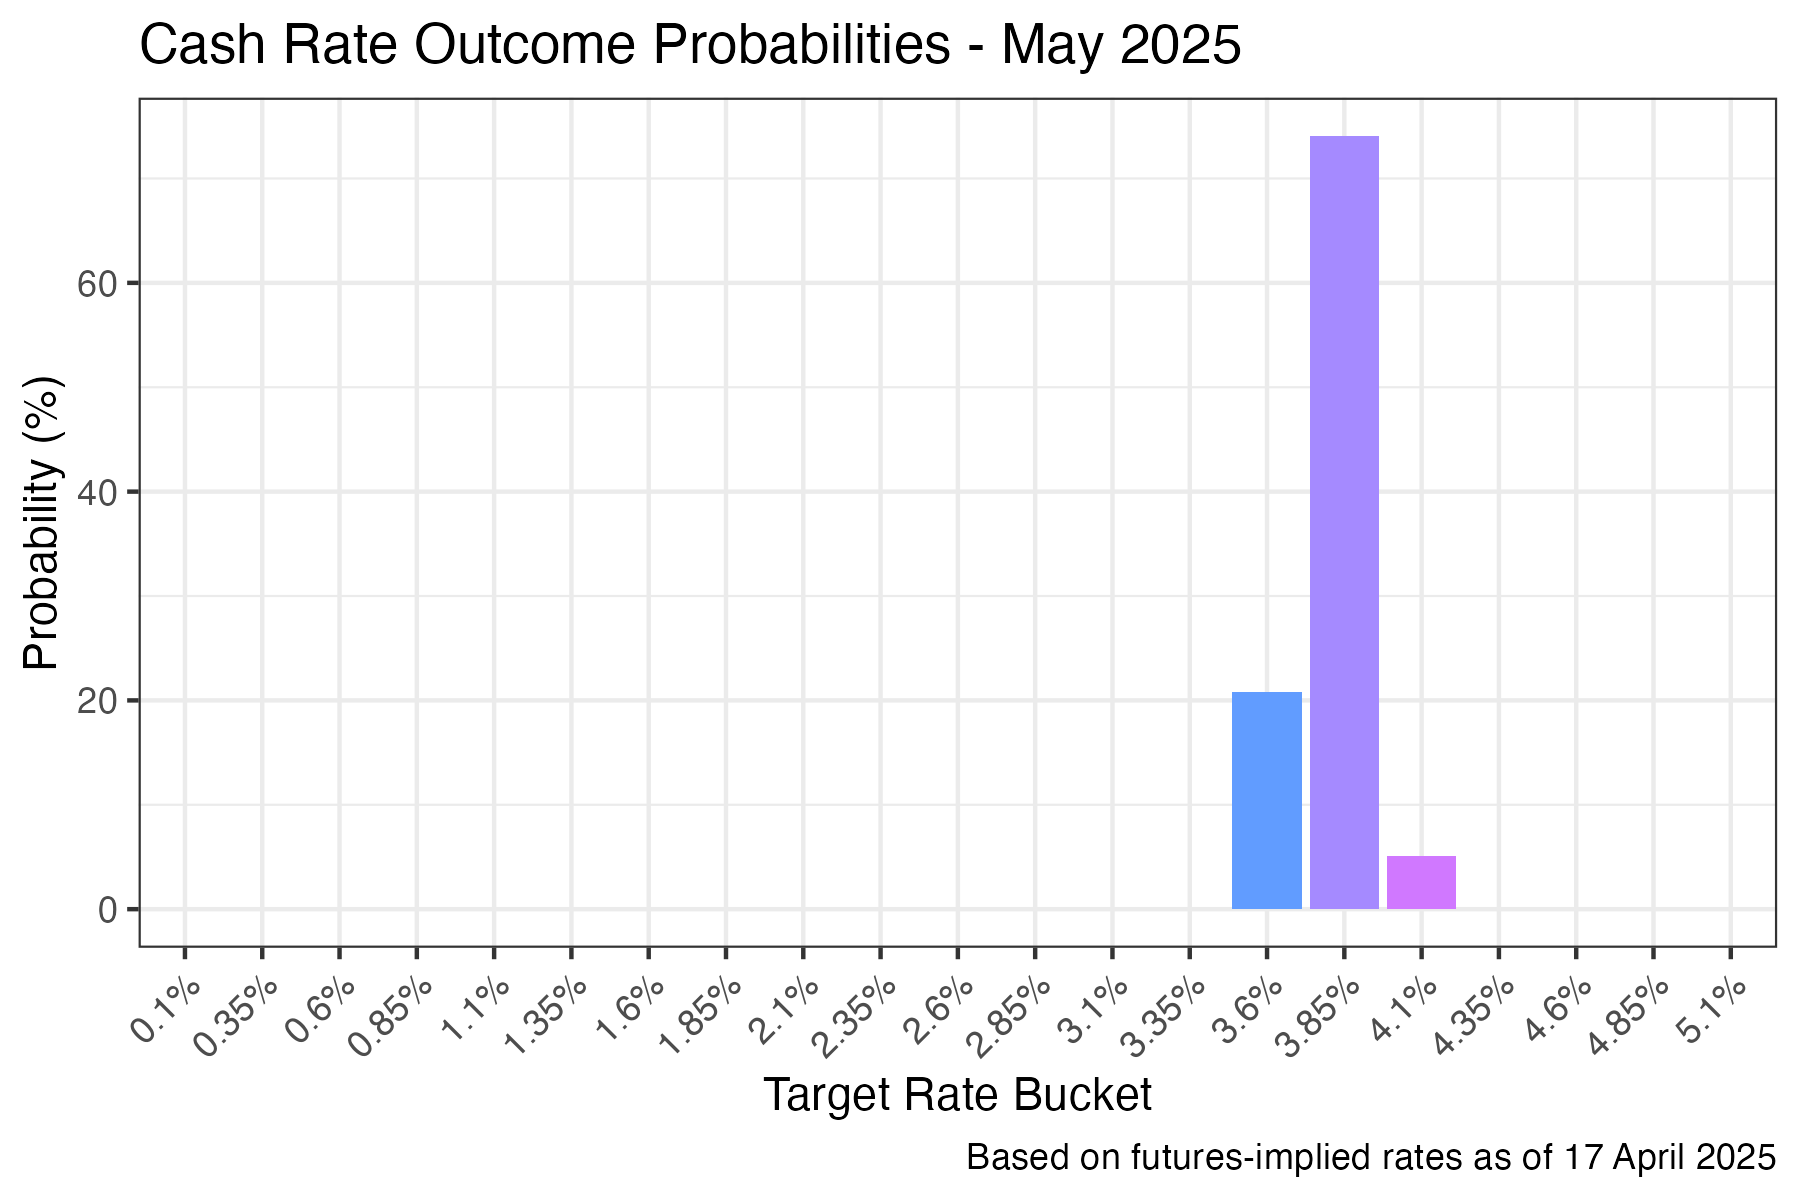 Cash Rate Outcome Probabilities - May 2025
Probability (%)
60
40
20
0
0.1% 0.35% 0.6% 0.85% 1.1% 1.35% 1.6% 1.85% 2.1% 2.35% 2.6% 2.85% 3.1% 3.35% 3.6% 3.85% 4.1% 4.35% 4.6% 4.85% 5.1%
Target Rate Bucket
Based on futures-implied rates as of 17 April 2025